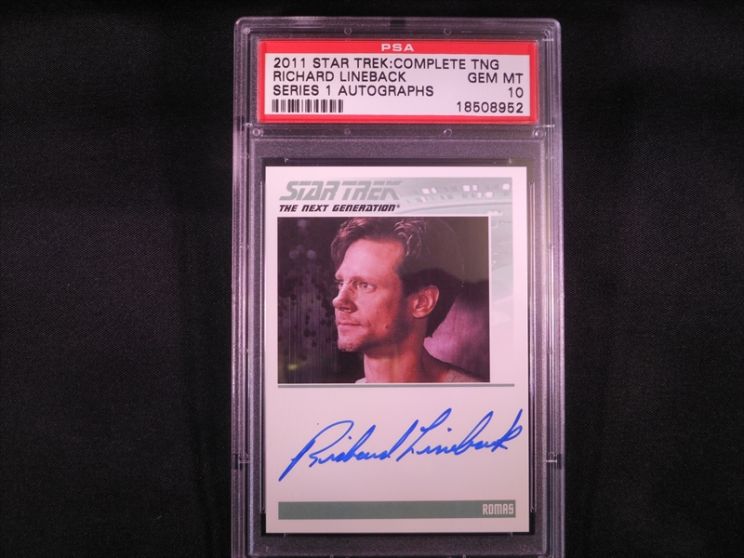 PSA
2011 STAR TREK:COMPLETE TNG
RICHARD LINEBACK GEM MT
SERIES 1 AUTOGRAPHS 10
18508952
STAR TREK
THE NEXT GENERATION®
Richard Lineback
ROMAS